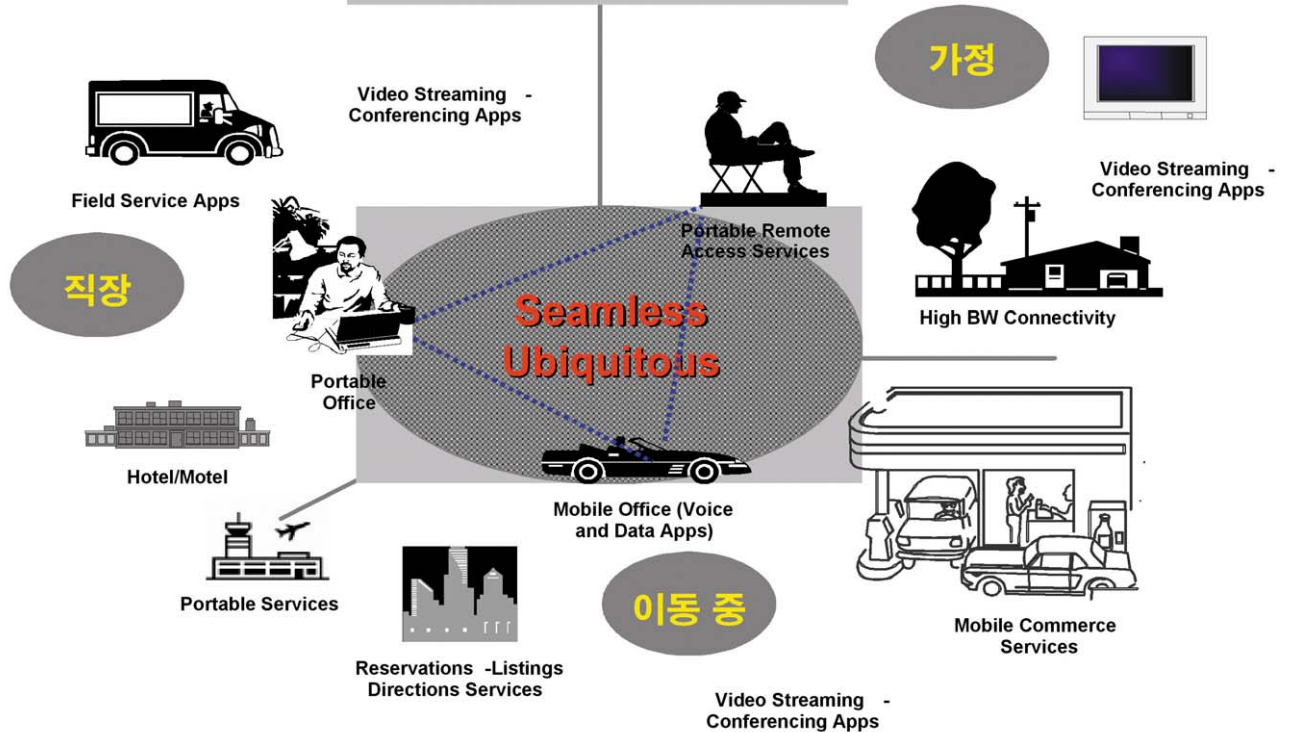 가정
Video Streaming -
Conferencing Apps
Field Service Apps
Video Streaming -
Conferencing Apps
Portable Remote
Access Services
직장
Seamless
Ubiquitous
High BW Connectivity
Portable
Office
Hotel/Motel
Mobile Office (Voice
and Data Apps)
Portable Services
이동 중
Mobile Commerce
Services
Reservations -Listings
Directions Services
Video Streaming -
Conferencing Apps